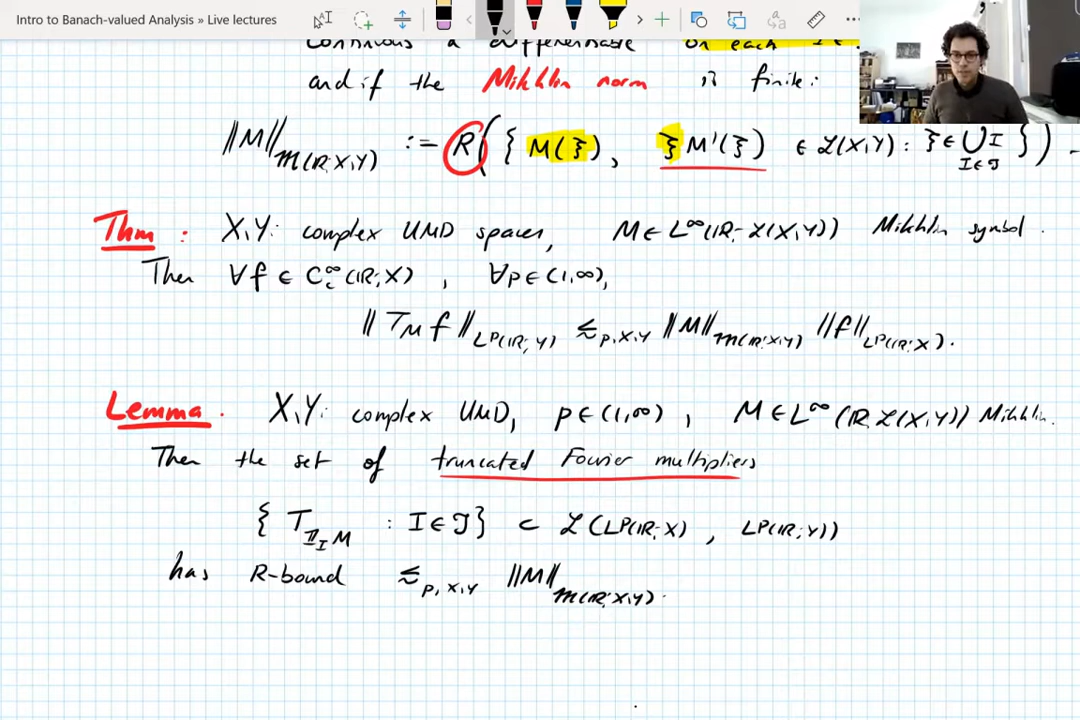 Intro to Banach-valued Analysis » Live lectures
continuous & differentiable on each I ∈
and if the Mikhlin norm is finite:
‖M‖_{𝔪(ℝ;X,Y)} := R({ M(ξ), ξM'(ξ) ∈ ℒ(X,Y) : ξ ∈ ⋃_{I∈𝒥} I })
Thm: X,Y: complex UMD spaces, M ∈ L^∞(ℝ; ℒ(X,Y)) Mikhlin symbol.
Then ∀f ∈ C_c^∞(ℝ;X), ∀p ∈ (1,∞),
‖T_M f‖_{L^p(ℝ;Y)} ≲_{p,X,Y} ‖M‖_{𝔪(ℝ;X,Y)} ‖f‖_{L^p(ℝ;X)}.
Lemma. X,Y: complex UMD, p ∈ (1,∞), M ∈ L^∞(ℝ, ℒ(X,Y)) Mikhlin.
Then the set of truncated Fourier multipliers
{ T_{𝟙_I M} : I ∈ 𝒥 } ⊂ ℒ(L^p(ℝ;X), L^p(ℝ;Y))
has R-bound ≲_{p,X,Y} ‖M‖_{𝔪(ℝ;X,Y)}.